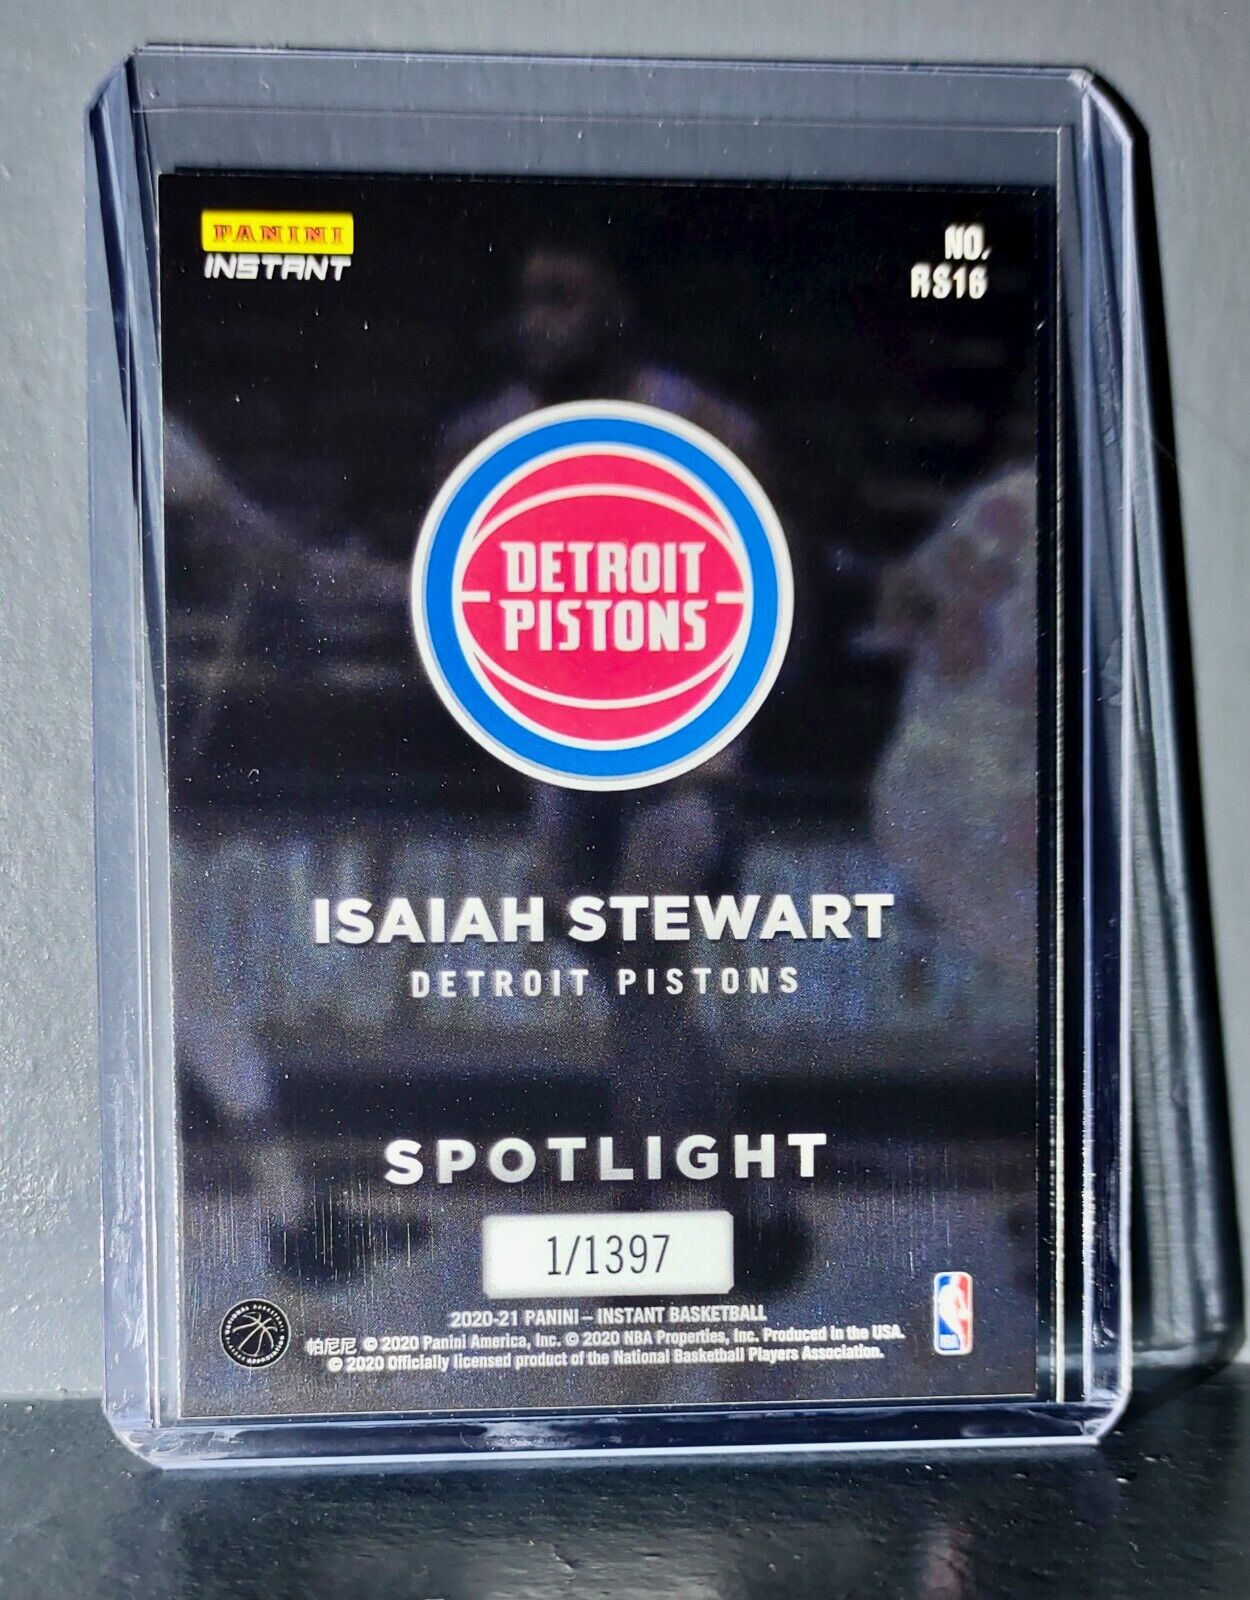 PANINI
INSTANT
NO.
RS16
DETROIT
PISTONS
ISAIAH STEWART
DETROIT PISTONS
SPOTLIGHT
1/1397
2020-21 PANINI – INSTANT BASKETBALL
帕尼尼 © 2020 Panini America, Inc. © 2020 NBA Properties, Inc. Produced in the USA.
© 2020 Officially licensed product of the National Basketball Players Association.
NBA